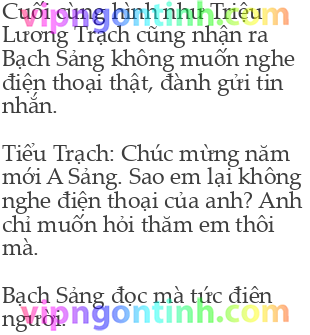 Cuối cùng hình như Triệu
vipngontinh.com
Lương Trạch cũng nhận ra
Bạch Sảng không muốn nghe
điện thoại thật, đành gửi tin
nhắn.
Tiểu Trạch: Chúc mừng năm
mới A Sảng. Sao em lại không
nghe điện thoại của anh? Anh
chỉ muốn hỏi thăm em thôi
mà.
Bạch Sảng đọc mà tức điên
người.
vipngontinh.com